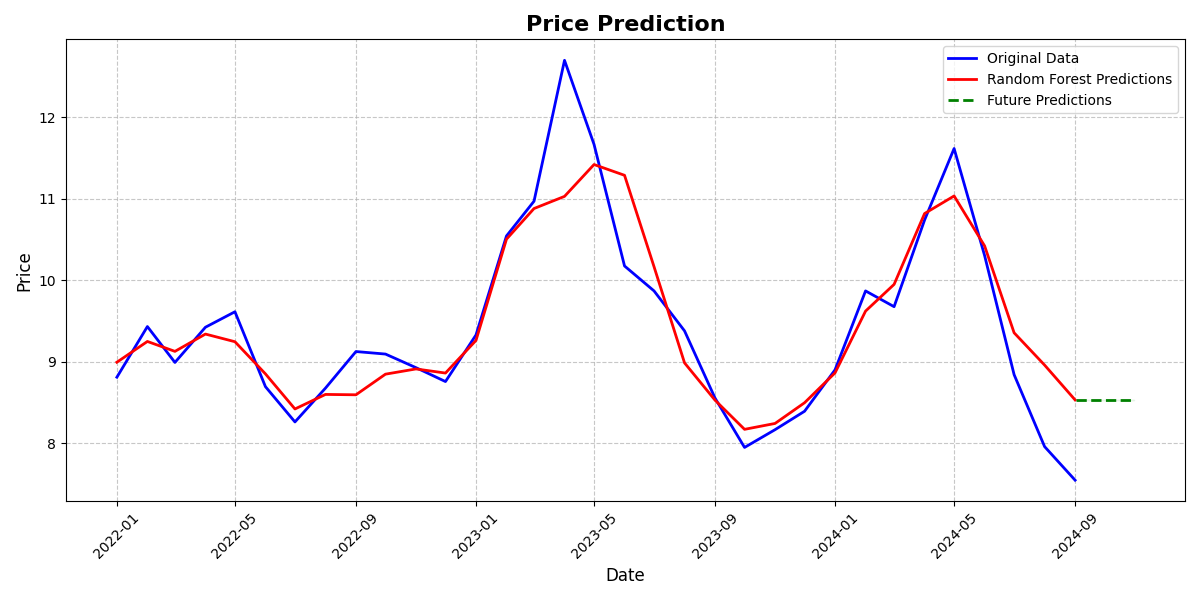 Price Prediction
Original Data
Random Forest Predictions
Future Predictions
Price
12
11
10
9
8
2022-01
2022-05
2022-09
2023-01
2023-05
2023-09
2024-01
2024-05
2024-09
Date